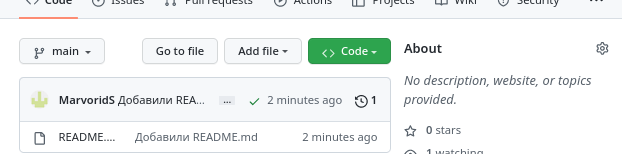 Code Issues Pull requests Actions Projects Wiki Security
main Go to file Add file Code
About
MarvoridS Добавили REA... ... 2 minutes ago 1
No description, website, or topics
provided.
README.... Добавили README.md 2 minutes ago
0 stars
1 watching